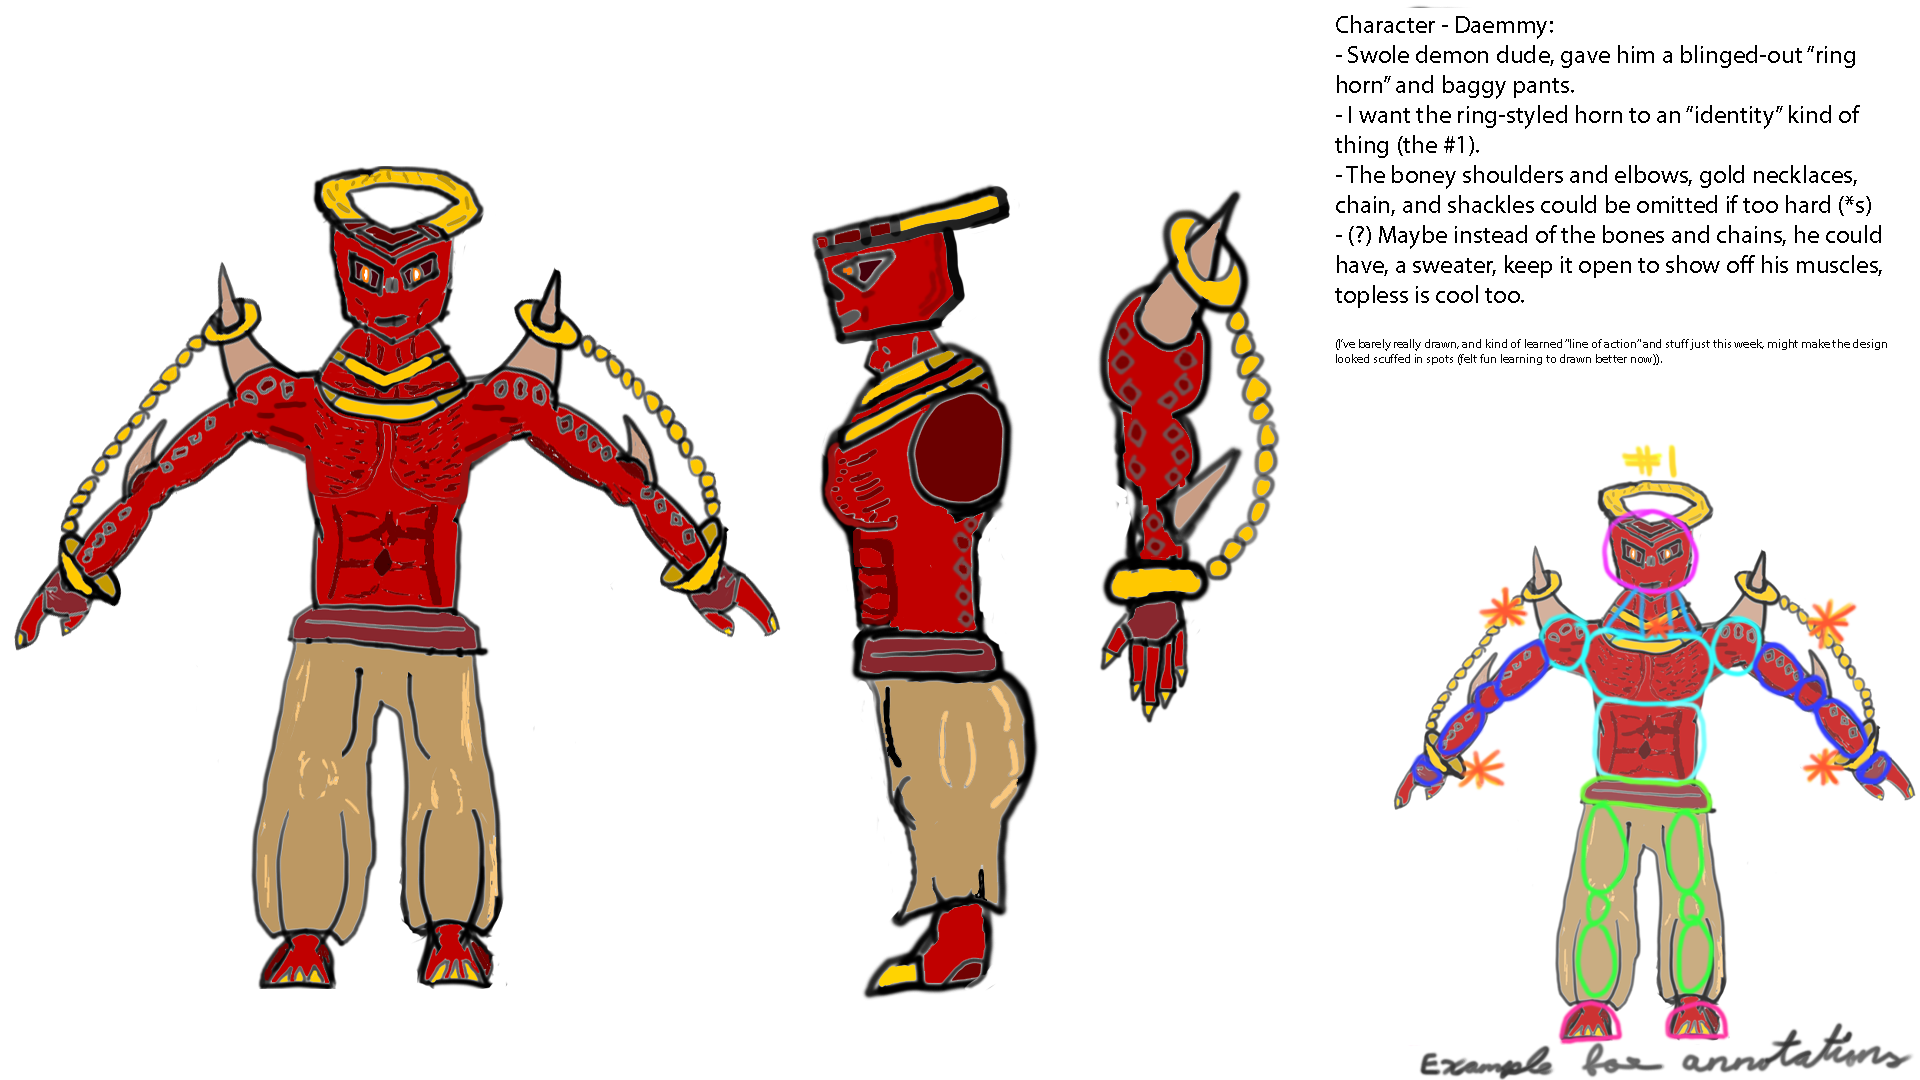 Character - Daemmy:
- Swole demon dude, gave him a blinged-out “ring
horn” and baggy pants.
- I want the ring-styled horn to an “identity” kind of
thing (the #1).
- The boney shoulders and elbows, gold necklaces,
chain, and shackles could be omitted if too hard (*s)
- (?) Maybe instead of the bones and chains, he could
have, a sweater, keep it open to show off his muscles,
topless is cool too.
(I’ve barely really drawn, and kind of learned “line of action” and stuff just this week, might make the design
looked scuffed in spots (felt fun learning to drawn better now)).
#1
Example for annotations